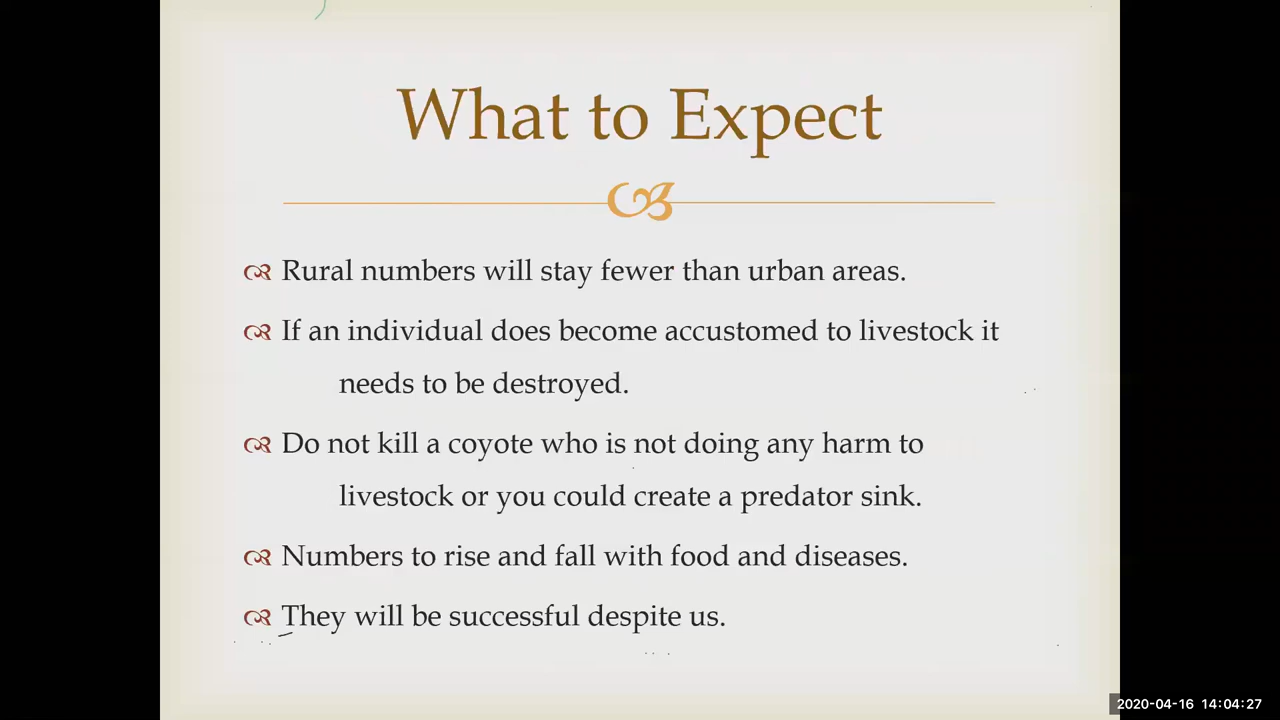 What to Expect
Rural numbers will stay fewer than urban areas.
If an individual does become accustomed to livestock it
needs to be destroyed.
Do not kill a coyote who is not doing any harm to
livestock or you could create a predator sink.
Numbers to rise and fall with food and diseases.
They will be successful despite us.
2020-04-16 14:04:27